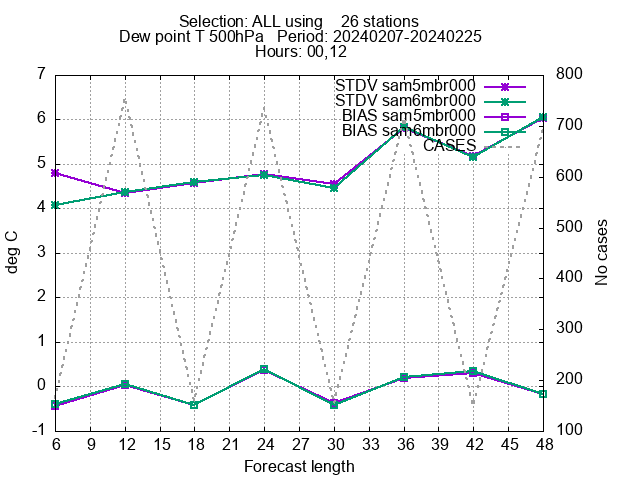 Selection: ALL using    26 stations
Dew point T 500hPa   Period: 20240207-20240225
Hours: 00,12
STDV sam5mbr000
STDV sam6mbr000
BIAS sam5mbr000
BIAS sam6mbr000
CASES
7
6
5
4
3
2
1
0
-1
deg C
800
700
600
500
400
300
200
100
No cases
6 9 12 15 18 21 24 27 30 33 36 39 42 45 48
Forecast length